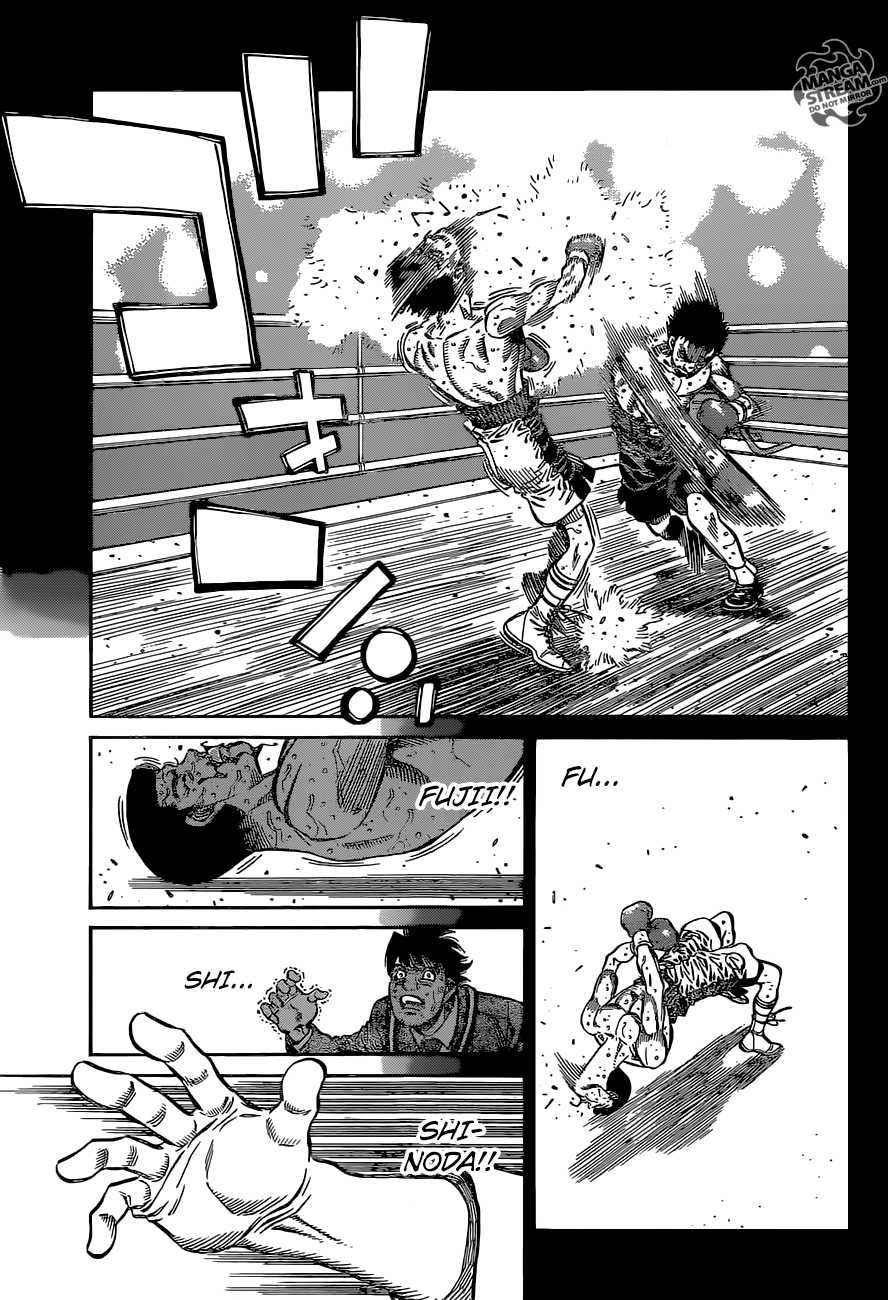 MANGA
STREAM.com
DO NOT MIRROR
FU...
FUJII!!
SHI...
SHI-
NODA!!